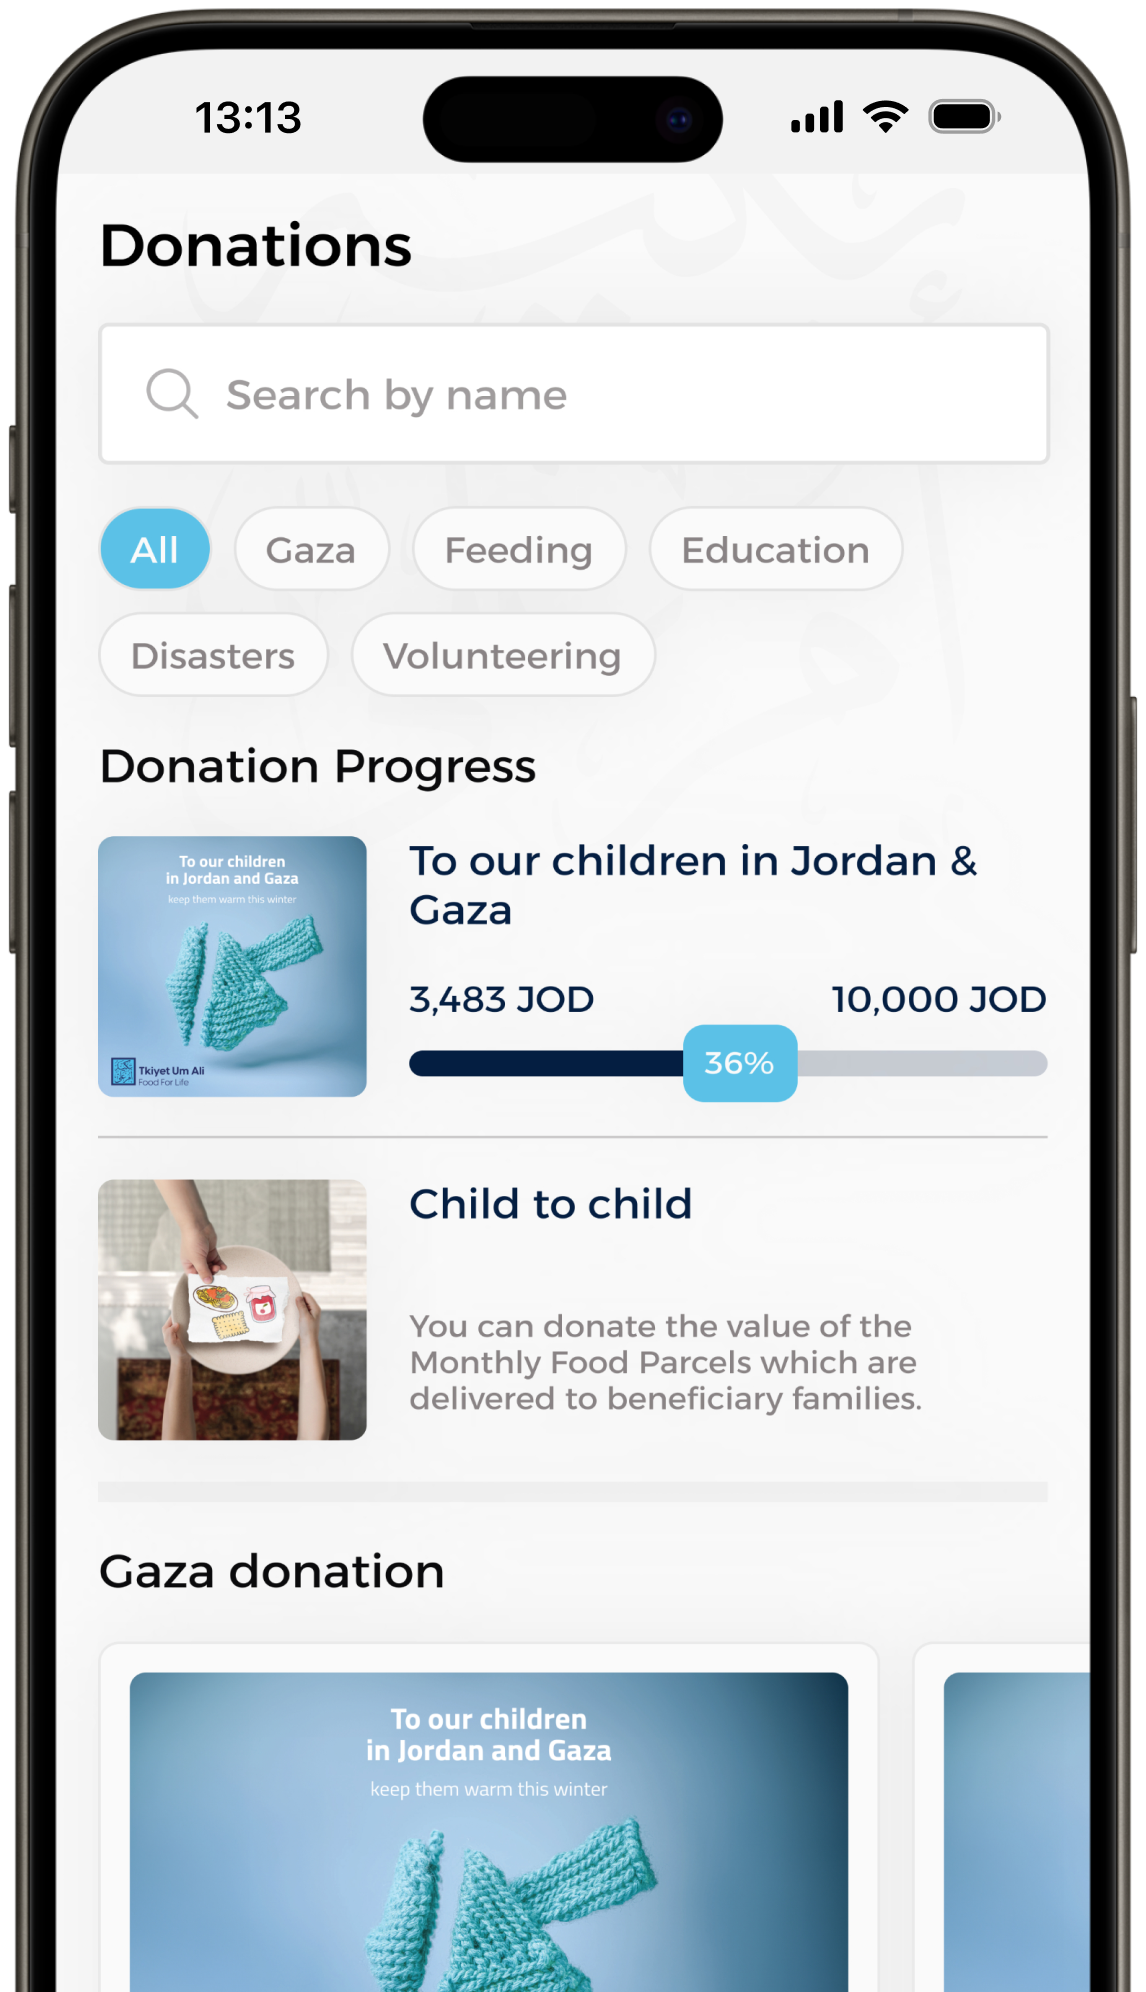 13:13
Donations
Search by name
All
Gaza
Feeding
Education
Disasters
Volunteering
Donation Progress
To our children
in Jordan and Gaza
keep them warm this winter
Tkiyet Um Ali
Food For Life
To our children in Jordan &
Gaza
3,483 JOD
10,000 JOD
36%
Child to child
You can donate the value of the
Monthly Food Parcels which are
delivered to beneficiary families.
Gaza donation
To our children
in Jordan and Gaza
keep them warm this winter